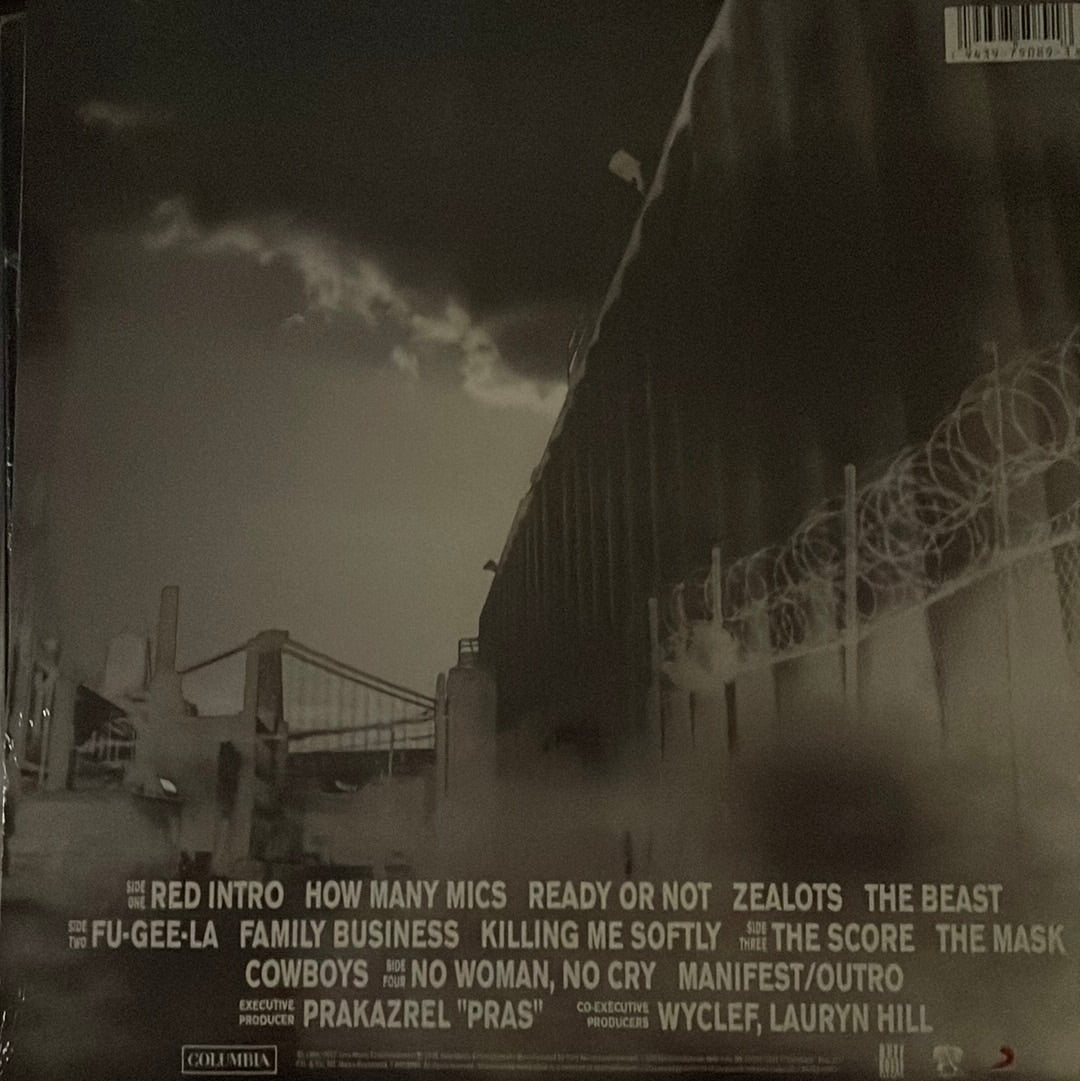 SIDE ONE RED INTRO HOW MANY MICS READY OR NOT ZEALOTS THE BEAST
SIDE TWO FU-GEE-LA FAMILY BUSINESS KILLING ME SOFTLY SIDE THREE THE SCORE THE MASK
COWBOYS SIDE FOUR NO WOMAN, NO CRY MANIFEST/OUTRO
EXECUTIVE PRODUCER PRAKAZREL "PRAS" CO-EXECUTIVE PRODUCERS WYCLEF, LAURYN HILL
COLUMBIA